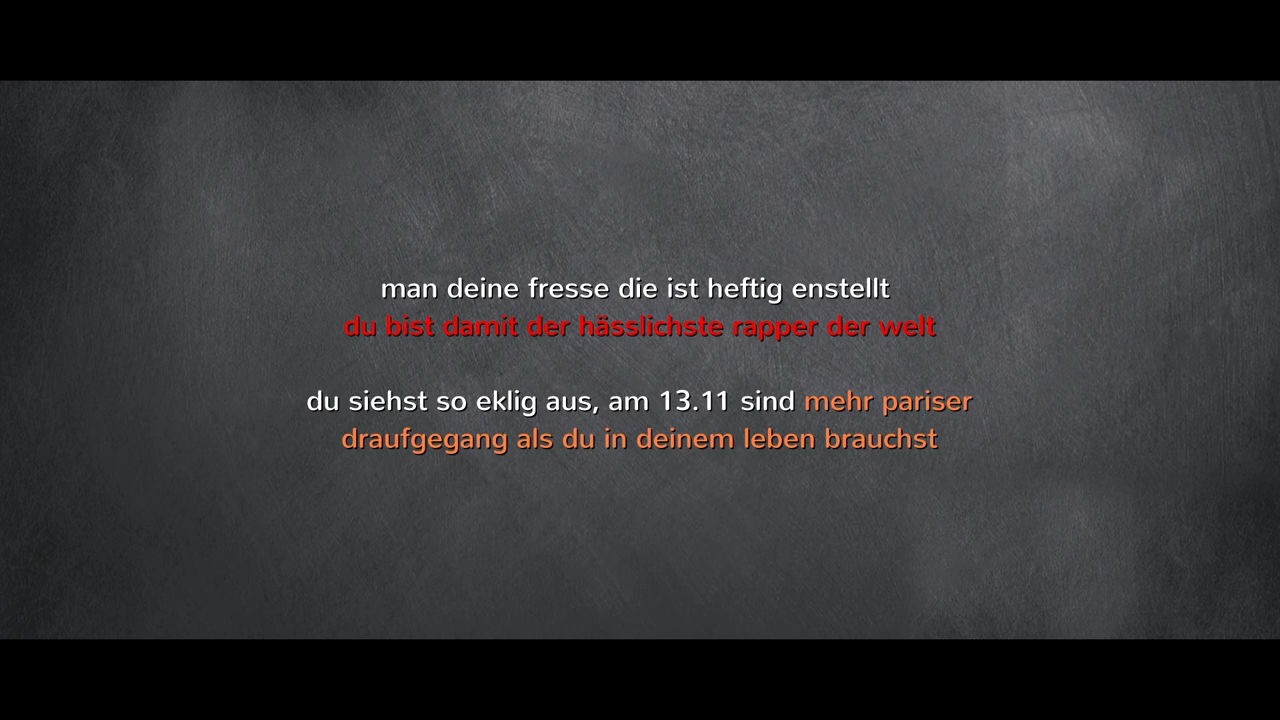 man deine fresse die ist heftig enstellt
du bist damit der hässlichste rapper der welt
du siehst so eklig aus, am 13.11 sind mehr pariser
draufgegang als du in deinem leben brauchst